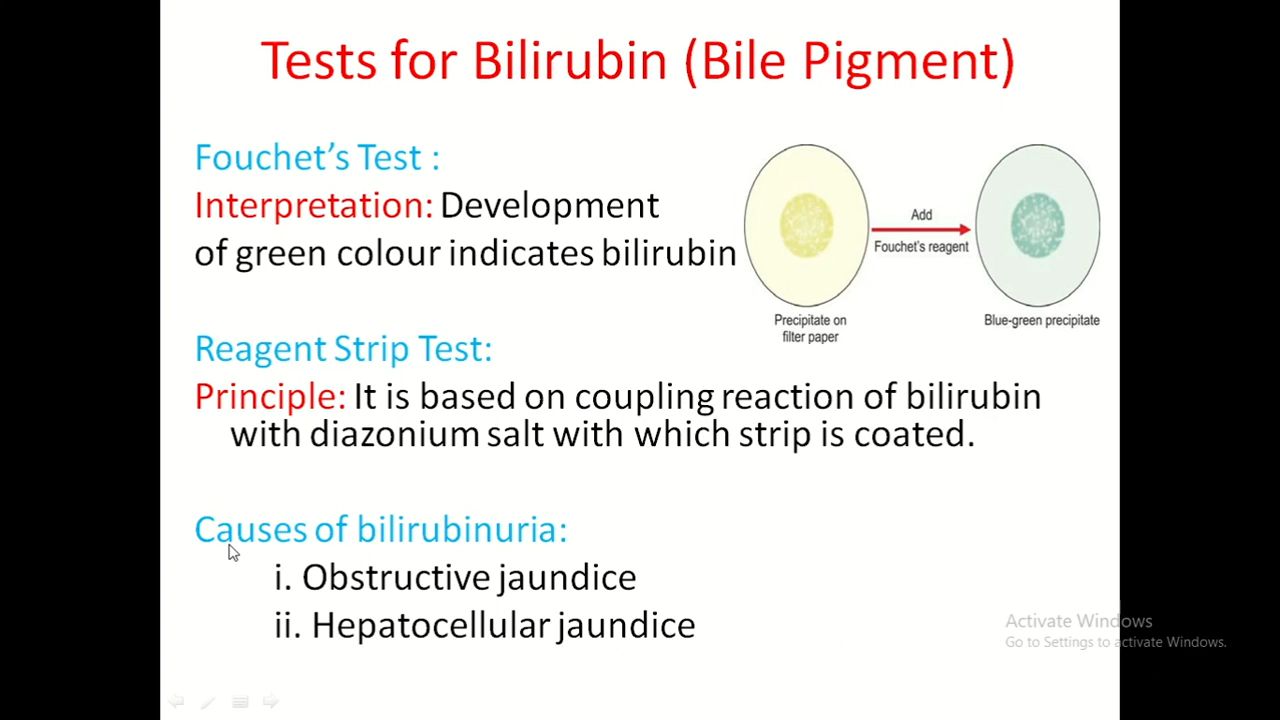 Tests for Bilirubin (Bile Pigment)
Fouchet’s Test :
Interpretation: Development
of green colour indicates bilirubin
Add
Fouchet's reagent
Precipitate on
filter paper
Blue-green precipitate
Reagent Strip Test:
Principle: It is based on coupling reaction of bilirubin
with diazonium salt with which strip is coated.
Causes of bilirubinuria:
i. Obstructive jaundice
ii. Hepatocellular jaundice
Activate Windows
Go to Settings to activate Windows.